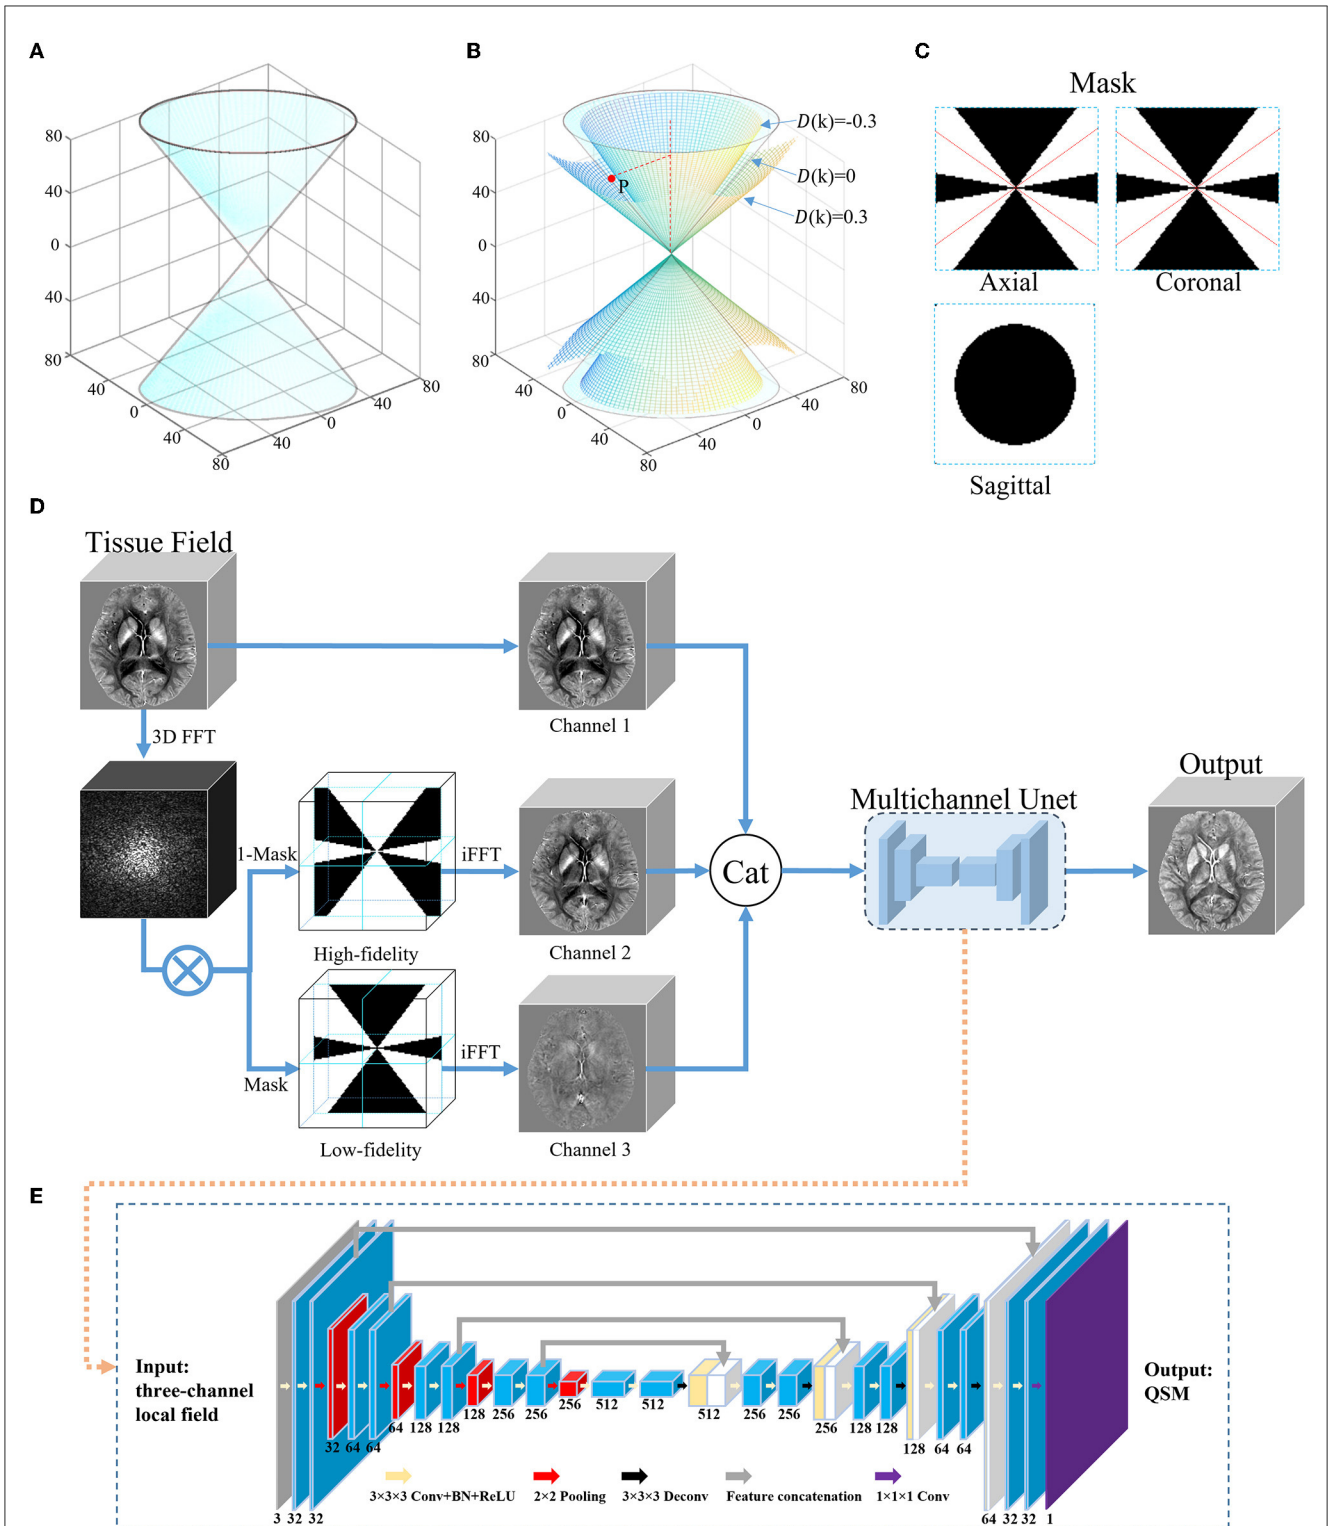 A
80
40
0
40
80
40
0
40
80
0
40
80
B
D(k)=-0.3
D(k)=0
D(k)=0.3
P
80
40
0
40
80
40
0
40
80
0
40
80
C
Mask
Axial
Coronal
Sagittal
D
Tissue Field
3D FFT
Channel 1
1-Mask
iFFT
High-fidelity
Channel 2
Mask
iFFT
Low-fidelity
Channel 3
Cat
Multichannel Unet
Output
E
Input:
three-channel
local field
Output:
QSM
3 32 32
32 64 64
64 128 128
128 256 256
256 512 512
512 256 256
256 128 128
128 64 64
64 32 32 1
3×3×3 Conv+BN+ReLU
2×2 Pooling
3×3×3 Deconv
Feature concatenation
1×1×1 Conv